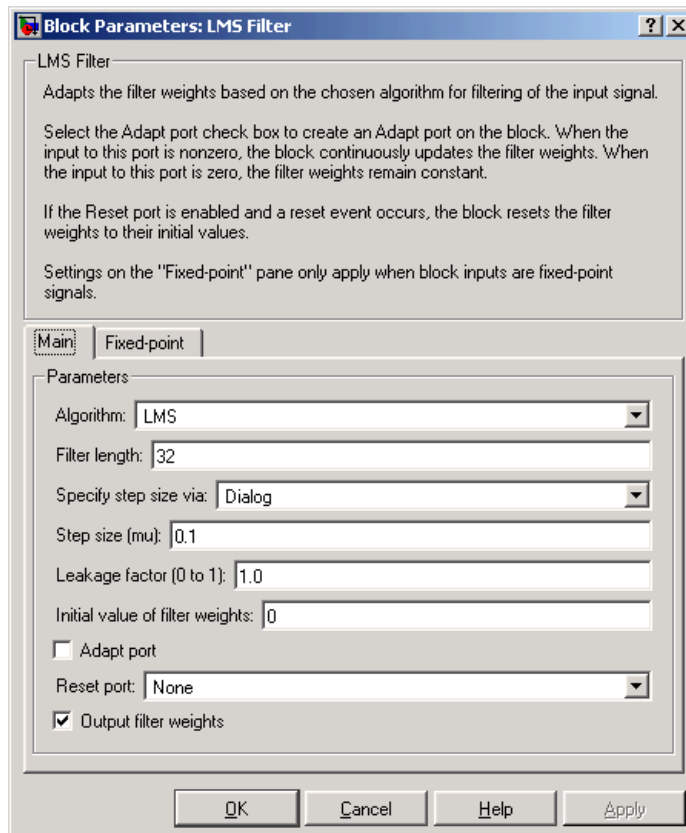 Block Parameters: LMS Filter
LMS Filter
Adapts the filter weights based on the chosen algorithm for filtering of the input signal.
Select the Adapt port check box to create an Adapt port on the block. When the
input to this port is nonzero, the block continuously updates the filter weights. When
the input to this port is zero, the filter weights remain constant.
If the Reset port is enabled and a reset event occurs, the block resets the filter
weights to their initial values.
Settings on the "Fixed-point" pane only apply when block inputs are fixed-point
signals.
Main Fixed-point
Parameters
Algorithm: LMS
Filter length: 32
Specify step size via: Dialog
Step size (mu): 0.1
Leakage factor (0 to 1): 1.0
Initial value of filter weights: 0
Adapt port
Reset port: None
Output filter weights
OK Cancel Help Apply